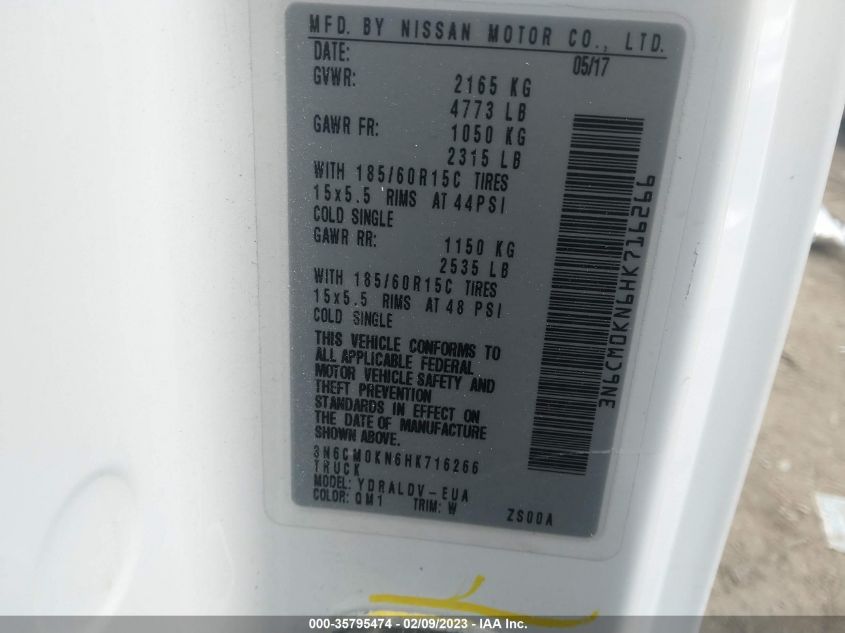 MFD. BY NISSAN MOTOR CO., LTD.
DATE: 05/17
GVWR: 2165 KG
4773 LB
GAWR FR: 1050 KG
2315 LB
WITH 185/60R15C TIRES
15x5.5 RIMS AT 44PSI
COLD SINGLE
GAWR RR: 1150 KG
2535 LB
WITH 185/60R15C TIRES
15x5.5 RIMS AT 48 PSI
COLD SINGLE
THIS VEHICLE CONFORMS TO
ALL APPLICABLE FEDERAL
MOTOR VEHICLE SAFETY AND
THEFT PREVENTION
STANDARDS IN EFFECT ON
THE DATE OF MANUFACTURE
SHOWN ABOVE.
3N6CM0KN6HK716266
TRUCK
MODEL: YDRALDV-EUA
COLOR: QM1 TRIM: W ZS00A
3N6CM0KN6HK716266
000-35795474 - 02/09/2023 - IAA Inc.